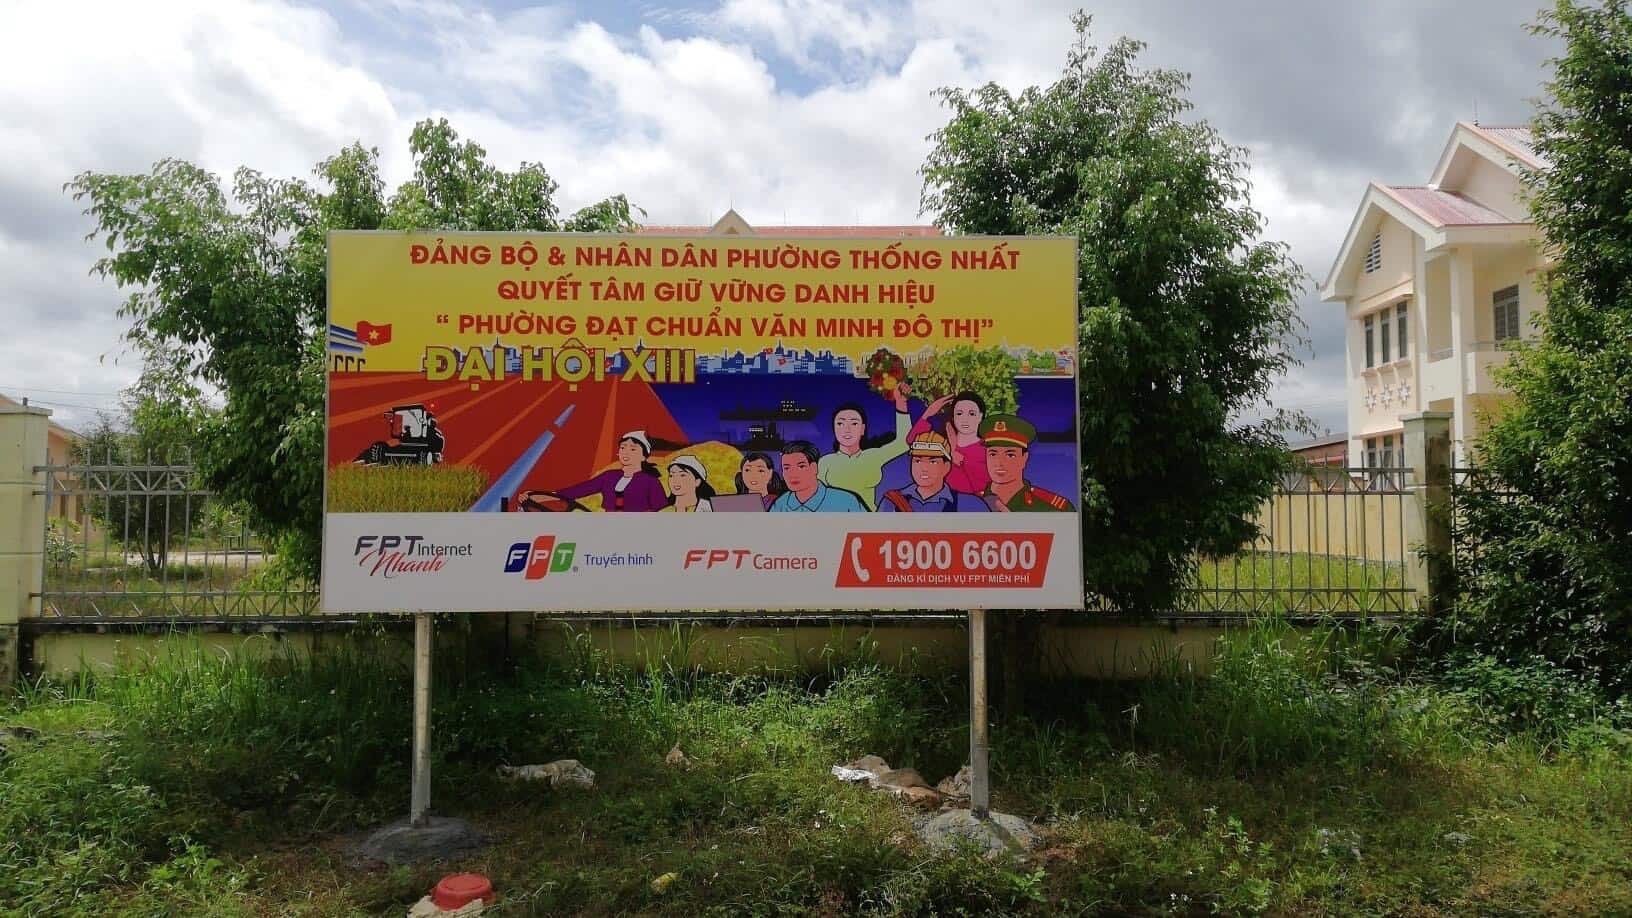 ĐẢNG BỘ & NHÂN DÂN PHƯỜNG THỐNG NHẤT
QUYẾT TÂM GIỮ VỮNG DANH HIỆU
“ PHƯỜNG ĐẠT CHUẨN VĂN MINH ĐÔ THỊ”
ĐẠI HỘI XIII
FPT Internet
Nhanh
FPT Truyền hình
FPT Camera
1900 6600
ĐĂNG KÍ DỊCH VỤ FPT MIỄN PHÍ